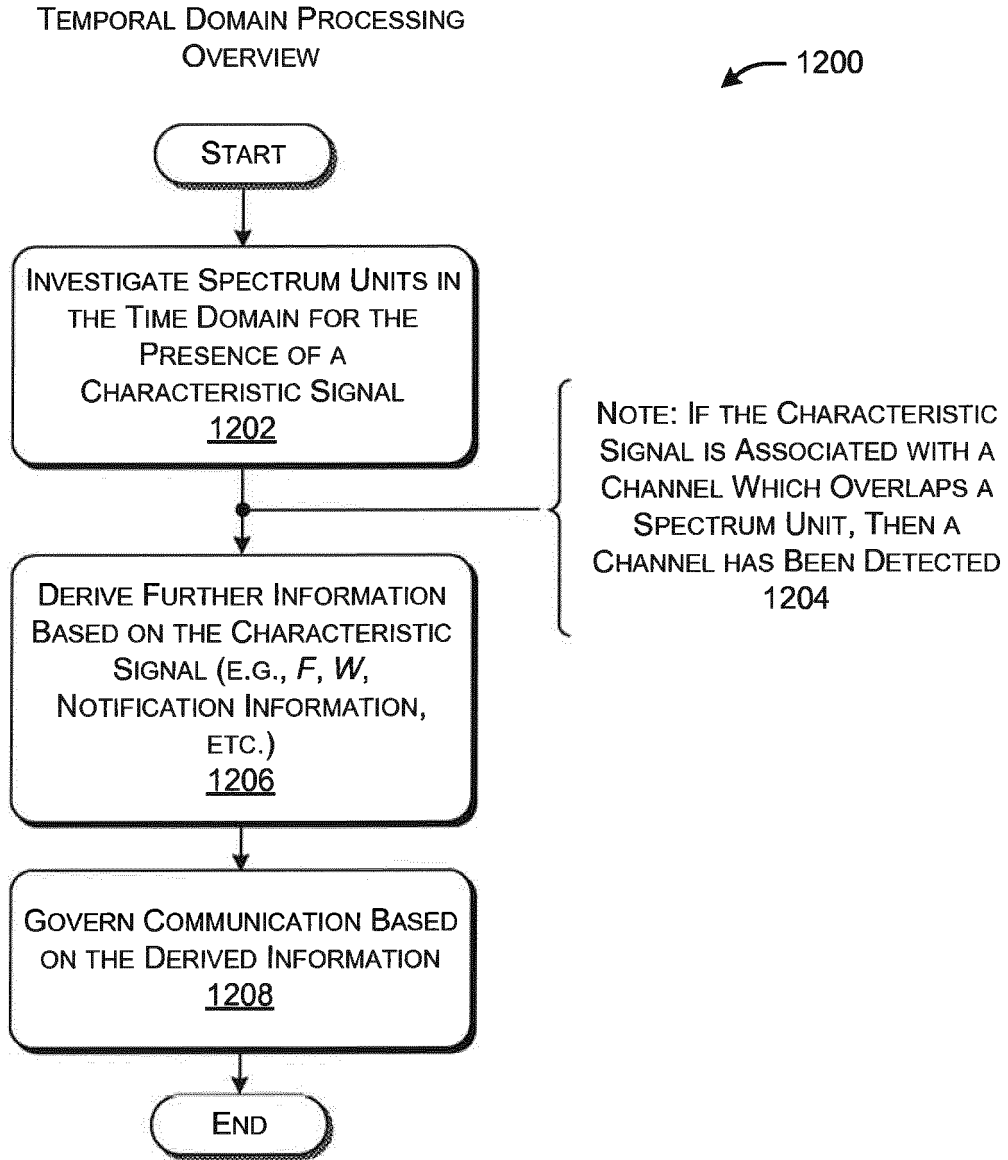 TEMPORAL DOMAIN PROCESSING
OVERVIEW
1200
START
INVESTIGATE SPECTRUM UNITS IN
THE TIME DOMAIN FOR THE
PRESENCE OF A
CHARACTERISTIC SIGNAL
1202
NOTE: IF THE CHARACTERISTIC
SIGNAL IS ASSOCIATED WITH A
CHANNEL WHICH OVERLAPS A
SPECTRUM UNIT, THEN A
CHANNEL HAS BEEN DETECTED
1204
DERIVE FURTHER INFORMATION
BASED ON THE CHARACTERISTIC
SIGNAL (E.G., F, W,
NOTIFICATION INFORMATION,
ETC.)
1206
GOVERN COMMUNICATION BASED
ON THE DERIVED INFORMATION
1208
END